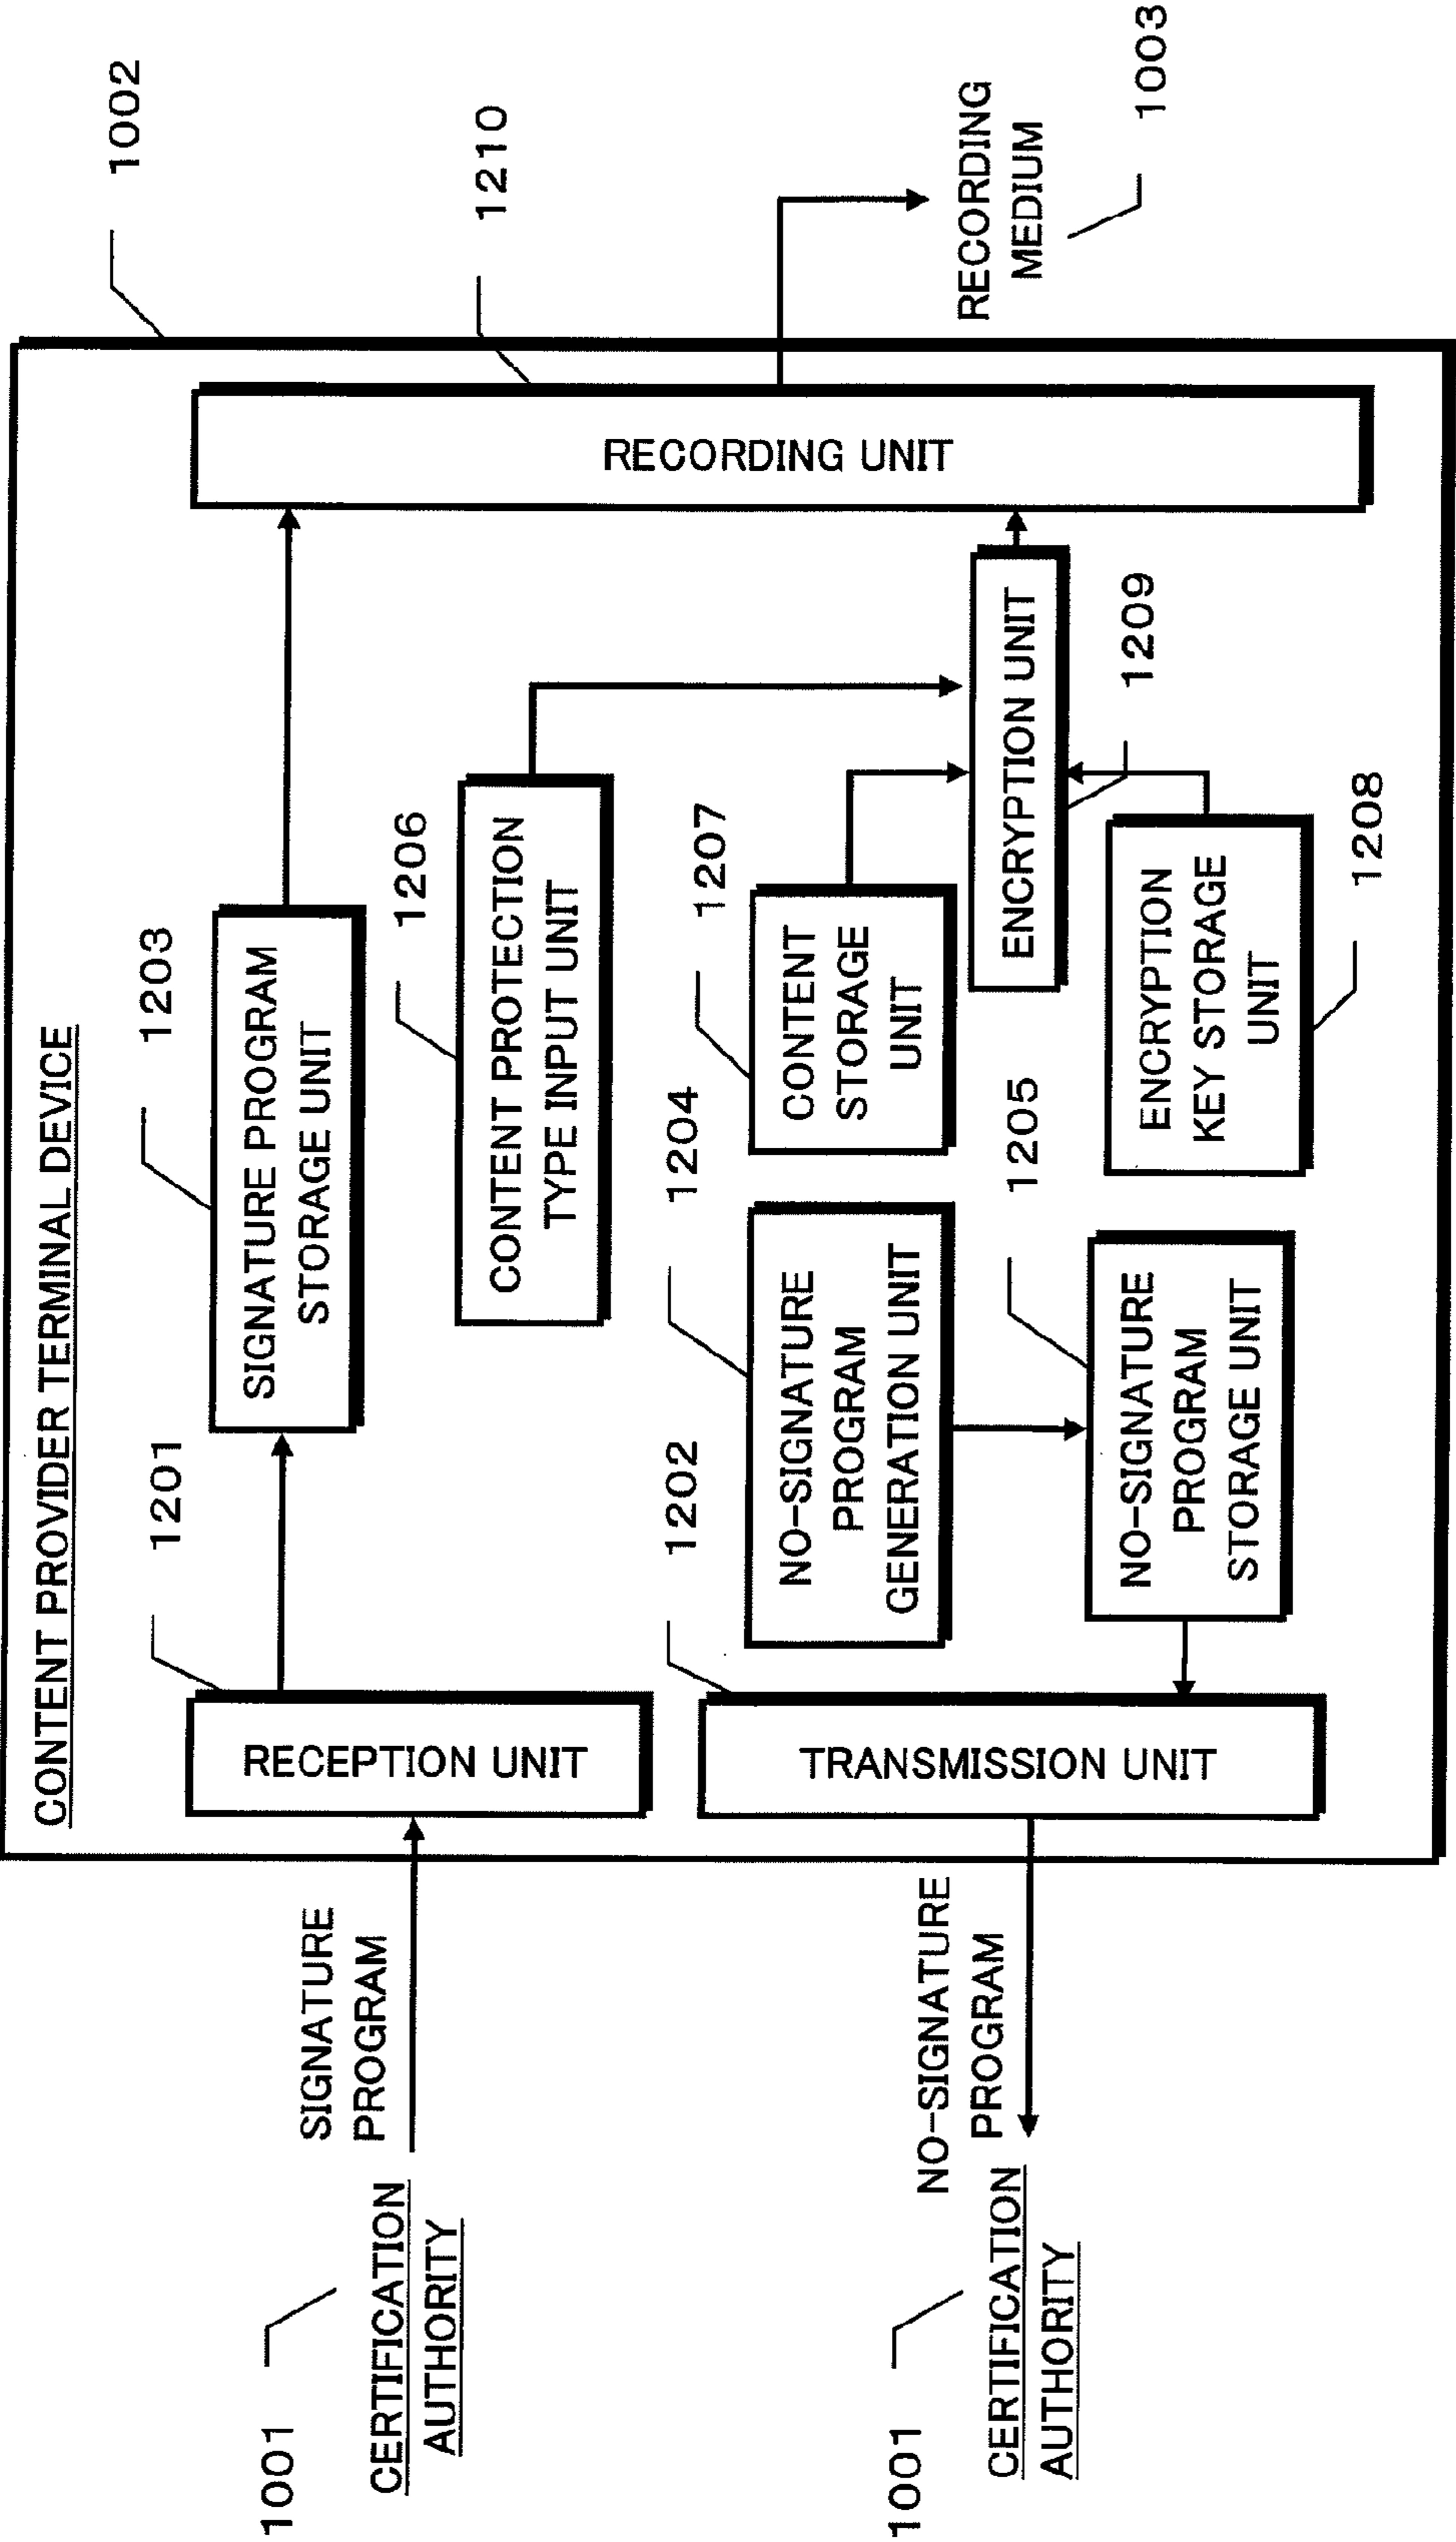 CONTENT PROVIDER TERMINAL DEVICE
1002
1001
CERTIFICATION
AUTHORITY
SIGNATURE
PROGRAM
1201
RECEPTION UNIT
1203
SIGNATURE PROGRAM
STORAGE UNIT
1206
CONTENT PROTECTION
TYPE INPUT UNIT
1210
RECORDING UNIT
RECORDING
MEDIUM
1003
1001
CERTIFICATION
AUTHORITY
NO-SIGNATURE
PROGRAM
1202
TRANSMISSION UNIT
1204
NO-SIGNATURE
PROGRAM
GENERATION UNIT
1205
NO-SIGNATURE
PROGRAM
STORAGE UNIT
1207
CONTENT
STORAGE
UNIT
ENCRYPTION UNIT
1209
ENCRYPTION
KEY STORAGE
UNIT
1208